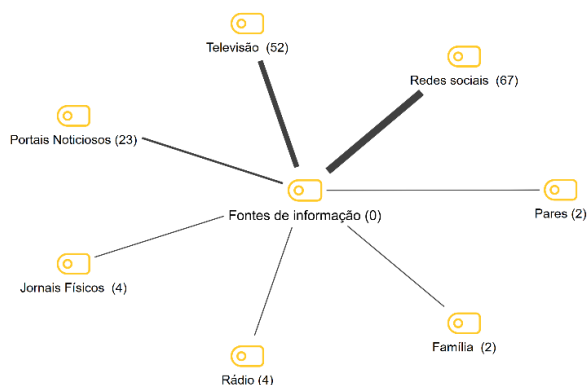 Televisão (52)
Redes sociais (67)
Portais Noticiosos (23)
Fontes de informação (0)
Pares (2)
Jornais Físicos (4)
Família (2)
Rádio (4)